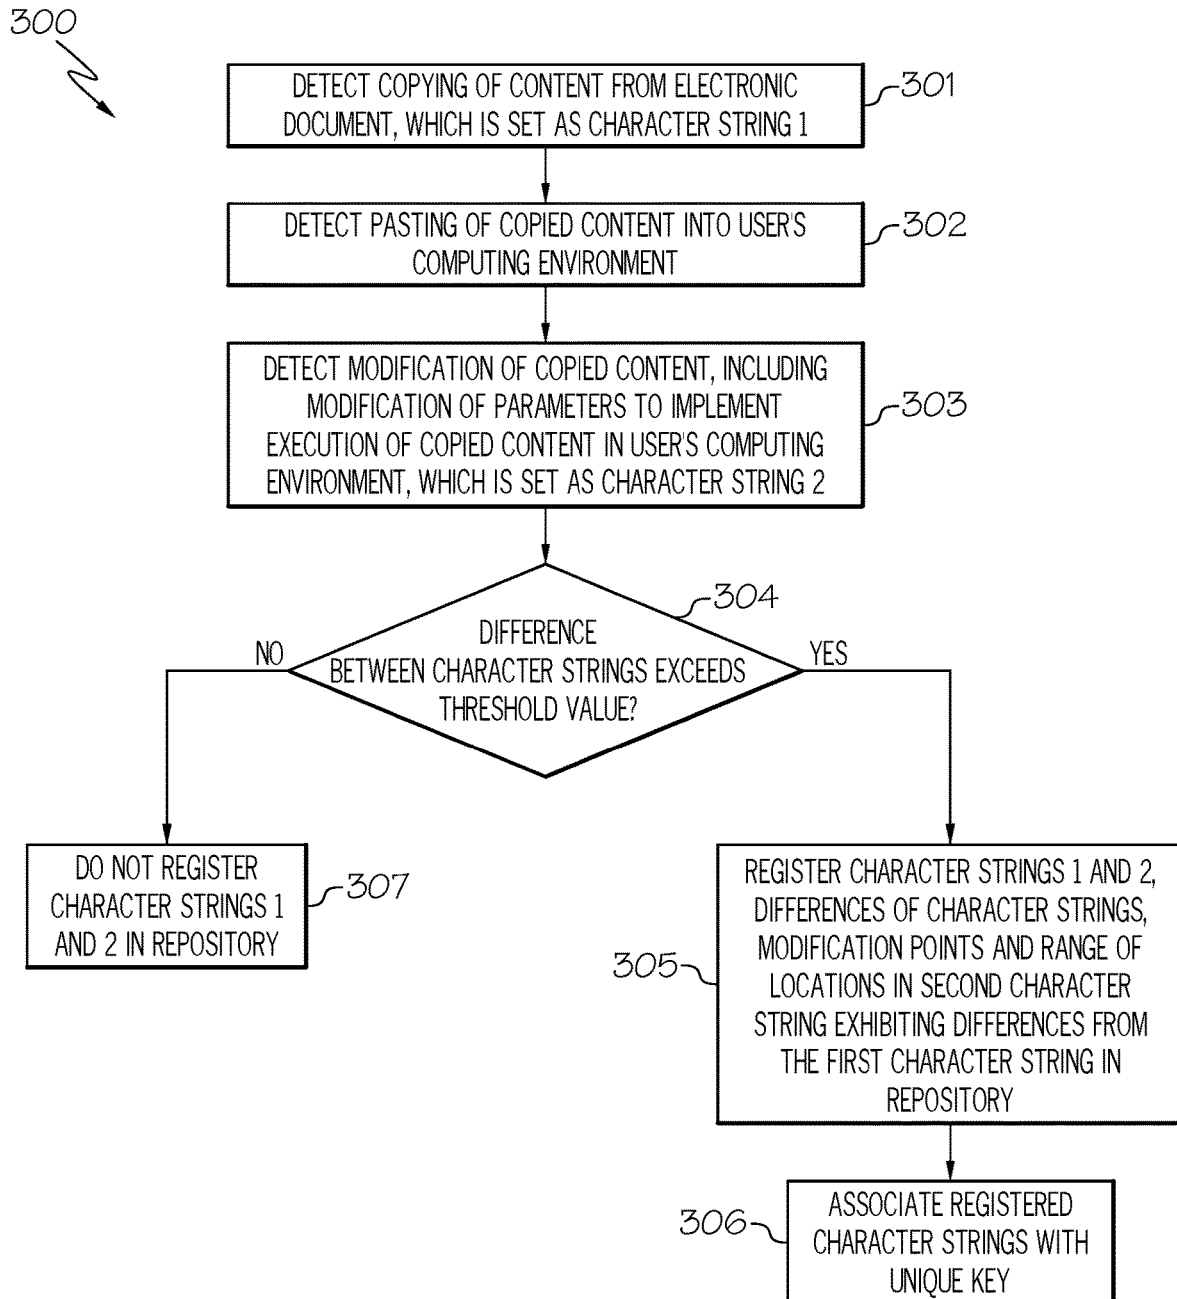 300
DETECT COPYING OF CONTENT FROM ELECTRONIC
DOCUMENT, WHICH IS SET AS CHARACTER STRING 1
301
DETECT PASTING OF COPIED CONTENT INTO USER'S
COMPUTING ENVIRONMENT
302
DETECT MODIFICATION OF COPIED CONTENT, INCLUDING
MODIFICATION OF PARAMETERS TO IMPLEMENT
EXECUTION OF COPIED CONTENT IN USER'S COMPUTING
ENVIRONMENT, WHICH IS SET AS CHARACTER STRING 2
303
304
DIFFERENCE
BETWEEN CHARACTER STRINGS EXCEEDS
THRESHOLD VALUE?
NO
YES
DO NOT REGISTER
CHARACTER STRINGS 1
AND 2 IN REPOSITORY
307
REGISTER CHARACTER STRINGS 1 AND 2,
DIFFERENCES OF CHARACTER STRINGS,
MODIFICATION POINTS AND RANGE OF
LOCATIONS IN SECOND CHARACTER
STRING EXHIBITING DIFFERENCES FROM
THE FIRST CHARACTER STRING IN
REPOSITORY
305
ASSOCIATE REGISTERED
CHARACTER STRINGS WITH
UNIQUE KEY
306